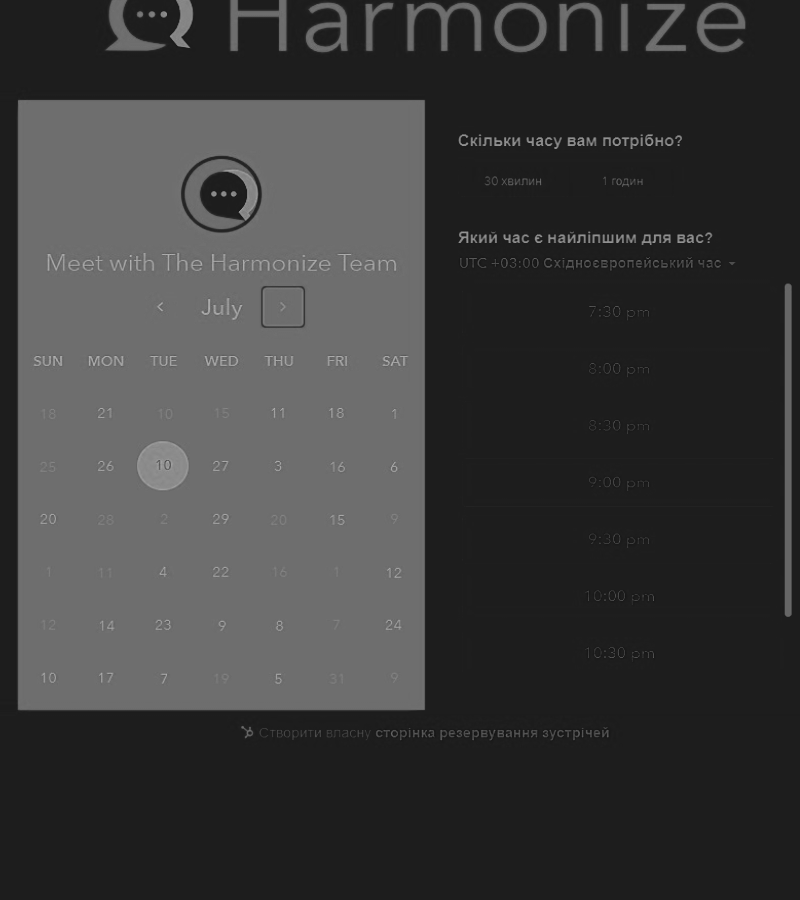 Harmonize
Meet with The Harmonize Team
July
SUN MON TUE WED THU FRI SAT
18 21 10 15 11 18 1
25 26 10 27 3 16 6
20 28 2 29 20 15 9
1 11 4 22 16 1 12
12 14 23 9 8 7 24
10 17 7 19 5 31 9
Скільки часу вам потрібно?
30 хвилин 1 годин
Який час є найліпшим для вас?
UTC +03:00 Східноєвропейський час
7:30 pm
8:00 pm
8:30 pm
9:00 pm
9:30 pm
10:00 pm
10:30 pm
Створити власну сторінка резервування зустрічей